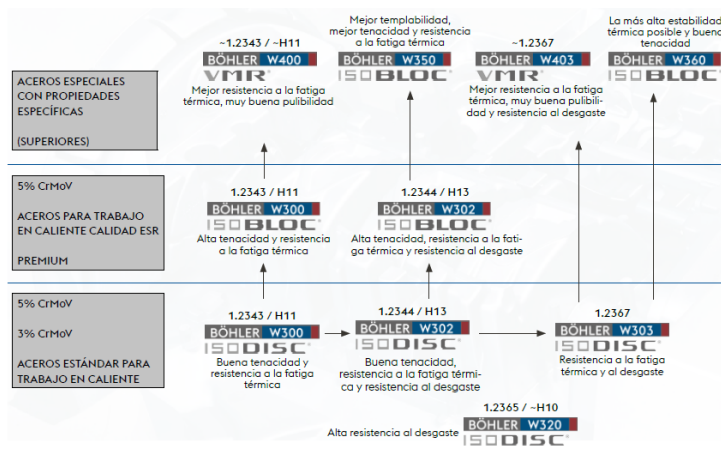 ~1.2343 / ~H11
BÖHLER W400
VMR®
Mejor resistencia a la fatiga
térmica, muy buena pulibilidad
Mejor templabilidad,
mejor tenacidad y resistencia
a la fatiga térmica
BÖHLER W350
ISOBLOC®
~1.2367
BÖHLER W403
VMR®
Mejor resistencia a la fatiga
térmica, muy buena pulibili-
dad y resistencia al desgaste
La más alta estabilidad
térmica posible y buena
tenacidad
BÖHLER W360
ISOBLOC®
ACEROS ESPECIALES
CON PROPIEDADES
ESPECÍFICAS
(SUPERIORES)
5% CrMoV
ACEROS PARA TRABAJO
EN CALIENTE CALIDAD ESR
PREMIUM
1.2343 / H11
BÖHLER W300
ISOBLOC®
Alta tenacidad y resistencia
a la fatiga térmica
1.2344 / H13
BÖHLER W302
ISOBLOC®
Alta tenacidad, resistencia a la fati-
ga térmica y resistencia al desgaste
5% CrMoV
3% CrMoV
ACEROS ESTÁNDAR PARA
TRABAJO EN CALIENTE
1.2343 / H11
BÖHLER W300
ISODISC®
Buena tenacidad y
resistencia a la fatiga
térmica
1.2344 / H13
BÖHLER W302
ISODISC®
Buena tenacidad,
resistencia a la fatiga térmi-
ca y resistencia al desgaste
1.2367
BÖHLER W303
ISODISC®
Resistencia a la fatiga
térmica y al desgaste
1.2365 / ~H10
Alta resistencia al desgaste
BÖHLER W320
ISODISC®